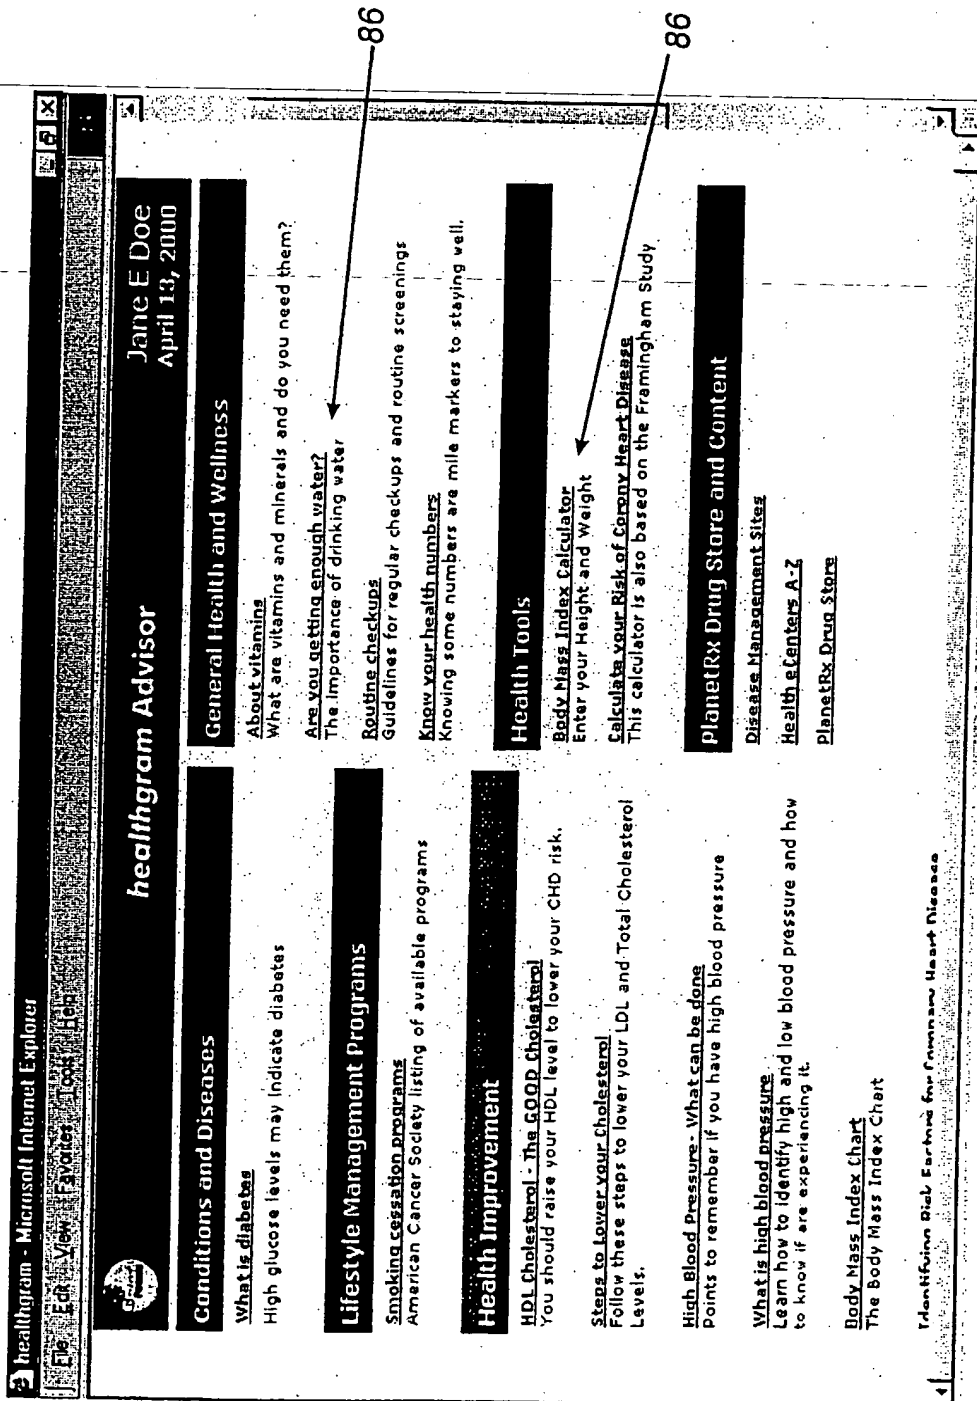 healthgram - Microsoft Internet Explorer
File Edit View Favorites Tools Help
healthgram Advisor
Jane E Doe
April 13, 2000
Conditions and Diseases
What is diabetes
High glucose levels may indicate diabetes
Lifestyle Management Programs
Smoking cessation programs
American Cancer Society listing of available programs
Health Improvement
HDL Cholesterol - The GOOD Cholesterol
You should raise your HDL level to lower your CHD risk.
Steps to Lower your Cholesterol
Follow these steps to lower your LDL and Total Cholesterol
Levels.
High Blood Pressure - What can be done
Points to remember if you have high blood pressure
What is high blood pressure
Learn how to identify high and low blood pressure and how
to know if are experiencing it.
Body Mass Index Chart
The Body Mass Index Chart
General Health and Wellness
About vitamins
What are vitamins and minerals and do you need them?
Are you getting enough water?
The Importance of drinking water
86
Routine checkups
Guidelines for regular checkups and routine screenings
Know your health numbers
Knowing some numbers are mile markers to staying well.
Health Tools
Body Mass Index Calculator
Enter your Height and Weight
86
Calculate your Risk of Corony Heart Disease
This calculator is also based on the Framingham Study
PlanetRx Drug Store and Content
Disease Management Sites
Health eCenters A-Z
PlanetRx Drug Store